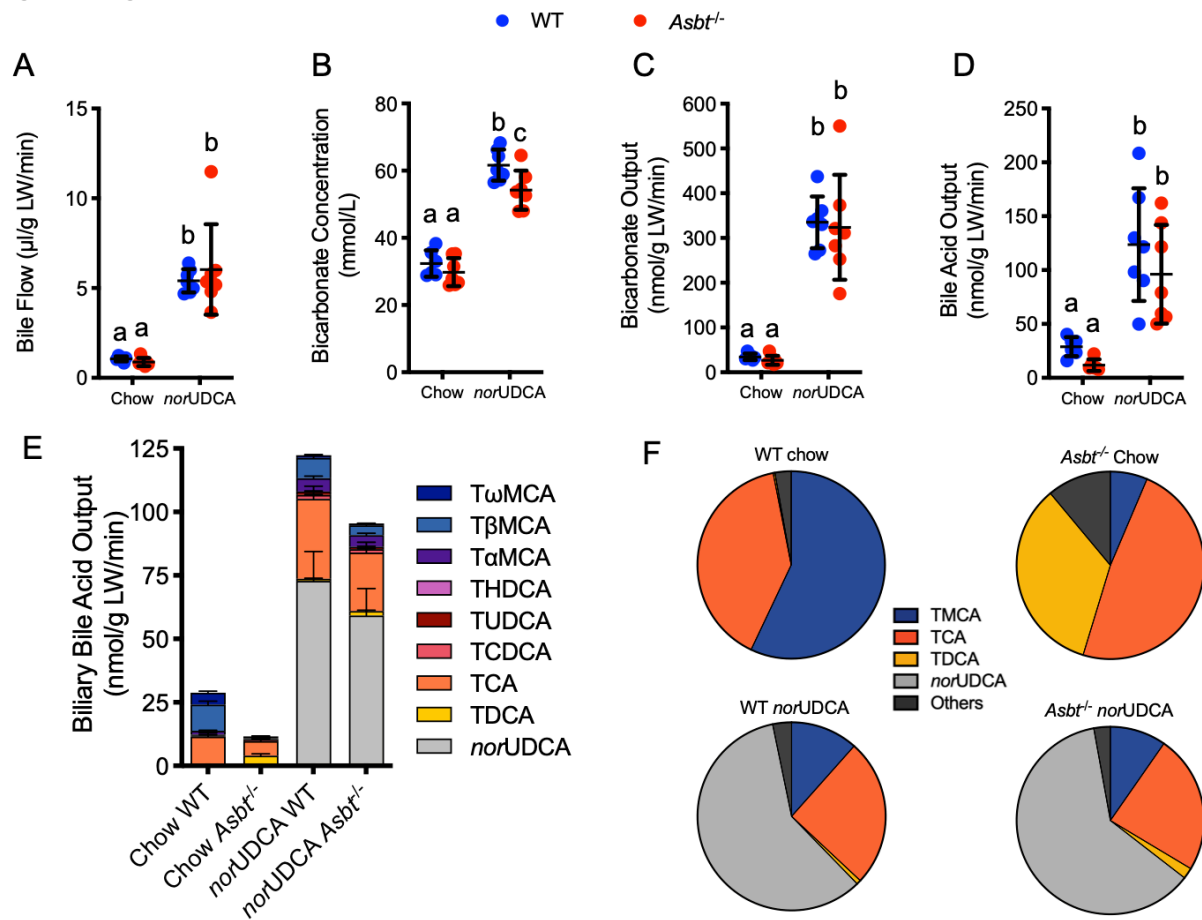 WT
Asbt-/-
A
Bile Flow (µl/g LW/min)
15
10
5
0
a
a
b
b
Chow
norUDCA
B
Bicarbonate Concentration
(nmol/L)
80
60
40
20
0
a
a
b
c
Chow
norUDCA
C
Bicarbonate Output
(nmol/g LW/min)
600
500
400
300
200
100
0
a
a
b
b
Chow
norUDCA
D
Bile Acid Output
(nmol/g LW/min)
250
200
150
100
50
0
a
a
b
b
Chow
norUDCA
E
Biliary Bile Acid Output
(nmol/g LW/min)
125
100
75
50
25
0
Chow WT
Chow Asbt-/-
norUDCA WT
norUDCA Asbt-/-
TωMCA
TβMCA
TαMCA
THDCA
TUDCA
TCDCA
TCA
TDCA
norUDCA
F
WT chow
Asbt-/- Chow
TMCA
TCA
TDCA
norUDCA
Others
WT norUDCA
Asbt-/- norUDCA